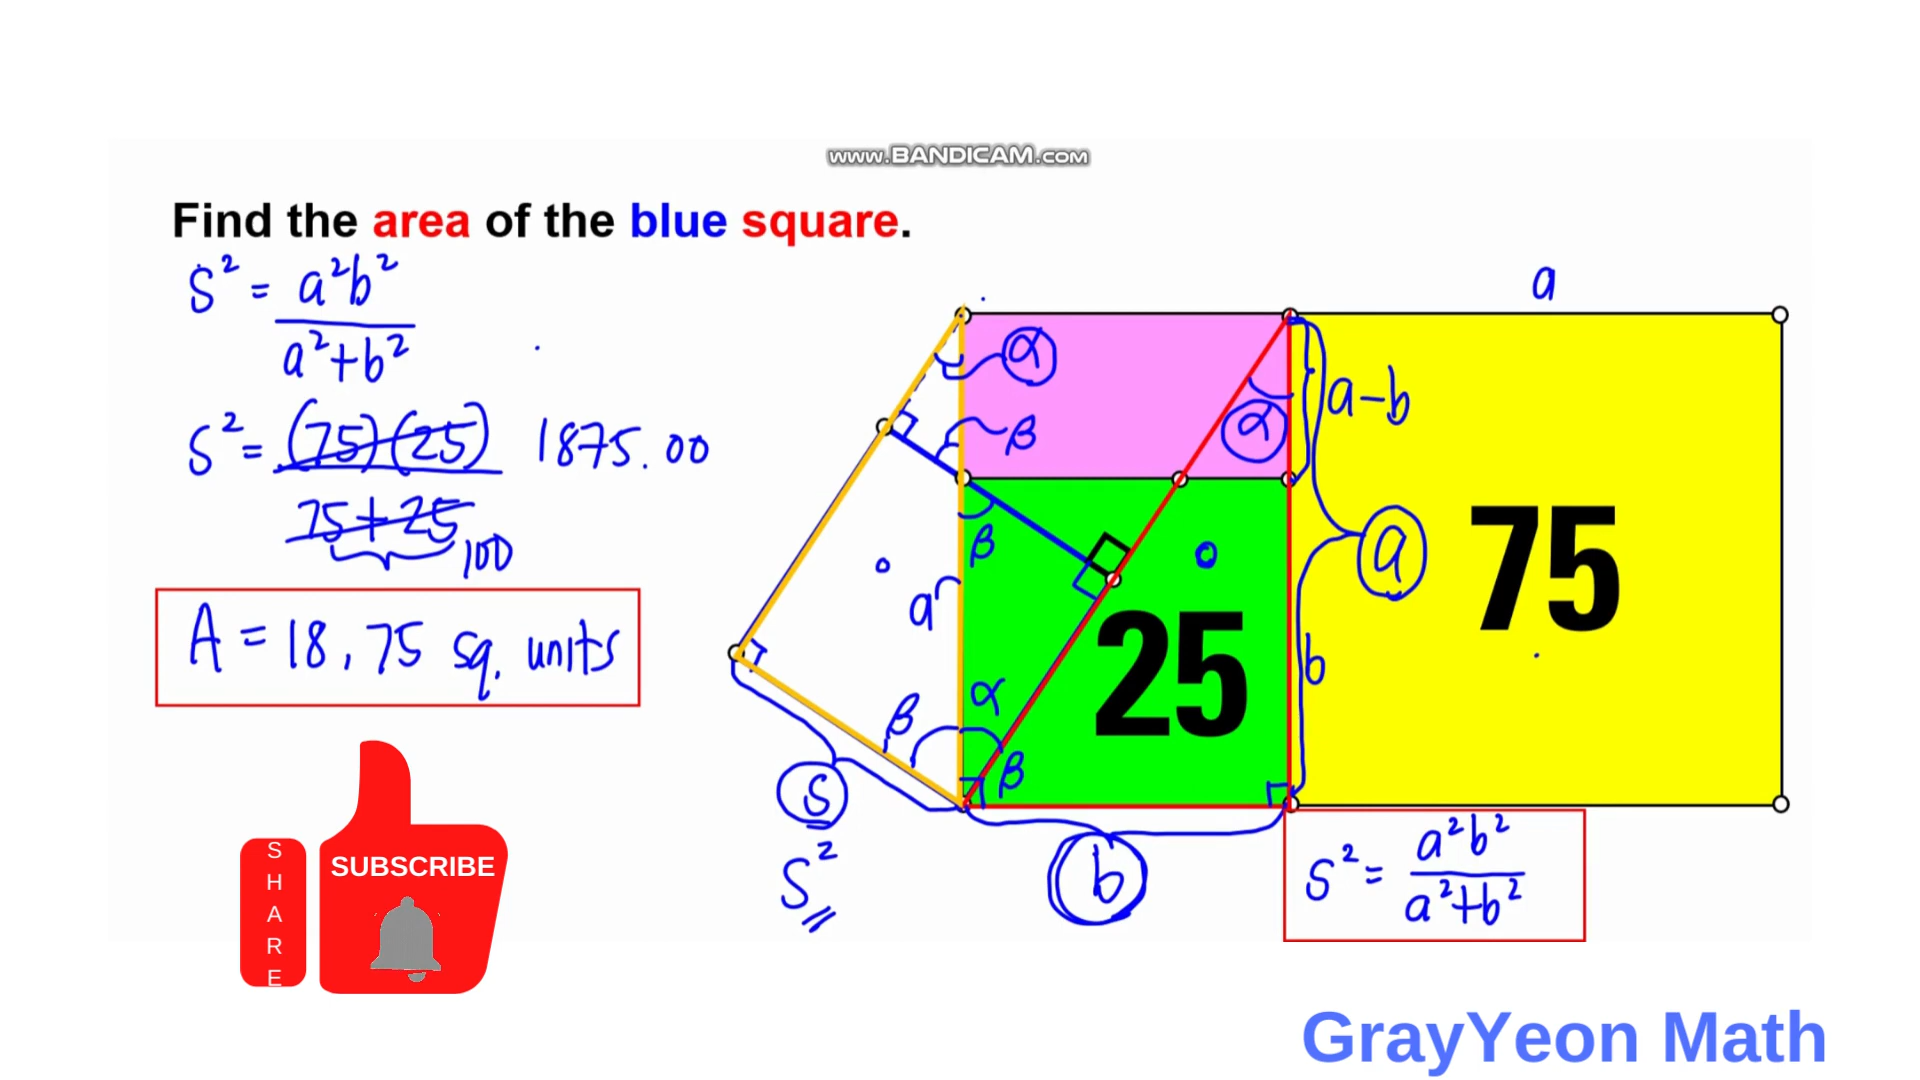 www.BANDICAM.com
Find the area of the blue square.
S² = a²b² / a²+b²
S² = (75)(25) / 75+25
1875.00
100
A = 18.75 sq. units
a
α
β
α
a-b
β
a
a
75
25
b
α
β
β
S
S²
b
S² = a²b² / a²+b²
SHARE
SUBSCRIBE
GrayYeon Math